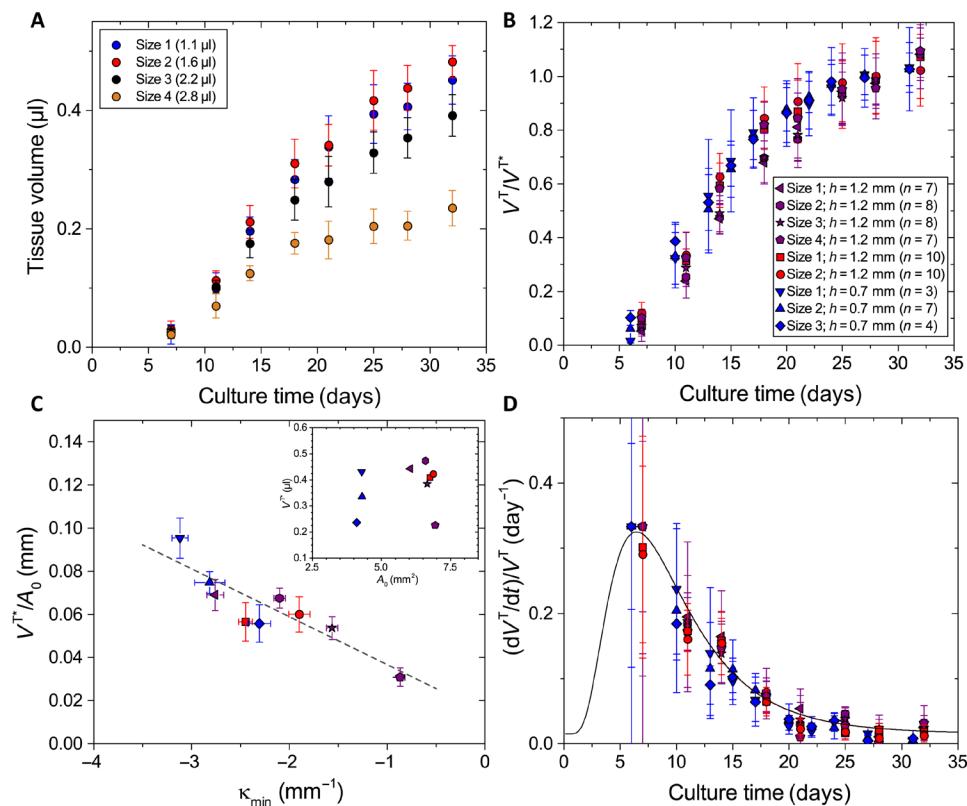 A
Tissue volume (µl)
Size 1 (1.1 µl)
Size 2 (1.6 µl)
Size 3 (2.2 µl)
Size 4 (2.8 µl)
0.4
0.2
0.0
0 5 10 15 20 25 30 35
Culture time (days)
B
V^T/V^T*
1.2
1.0
0.8
0.6
0.4
0.2
0.0
Size 1; h = 1.2 mm (n = 7)
Size 2; h = 1.2 mm (n = 8)
Size 3; h = 1.2 mm (n = 8)
Size 4; h = 1.2 mm (n = 7)
Size 1; h = 1.2 mm (n = 10)
Size 2; h = 1.2 mm (n = 10)
Size 1; h = 0.7 mm (n = 3)
Size 2; h = 0.7 mm (n = 7)
Size 3; h = 0.7 mm (n = 4)
0 5 10 15 20 25 30 35
Culture time (days)
C
V^T*/A₀ (mm)
0.14
0.12
0.10
0.08
0.06
0.04
0.02
0.00
V^T* (µl)
0.6
0.5
0.4
0.3
0.2
0.1
2.5 5.0 7.5
A₀ (mm²)
−4 −3 −2 −1 0
κmin (mm⁻¹)
D
(dV^T/dt)/V^T (day⁻¹)
0.4
0.2
0.0
0 5 10 15 20 25 30 35
Culture time (days)